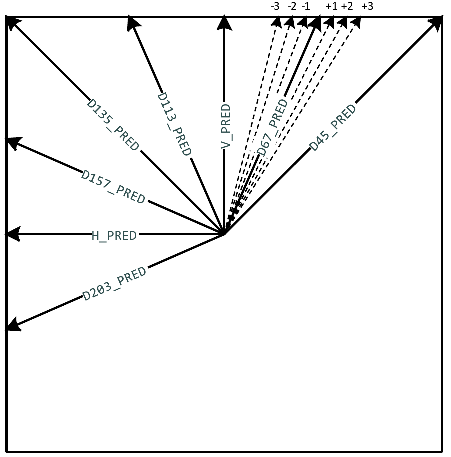 -3 -2 -1 +1 +2 +3
D135_PRED
D113_PRED
V_PRED
D67_PRED
D45_PRED
D157_PRED
H_PRED
D203_PRED